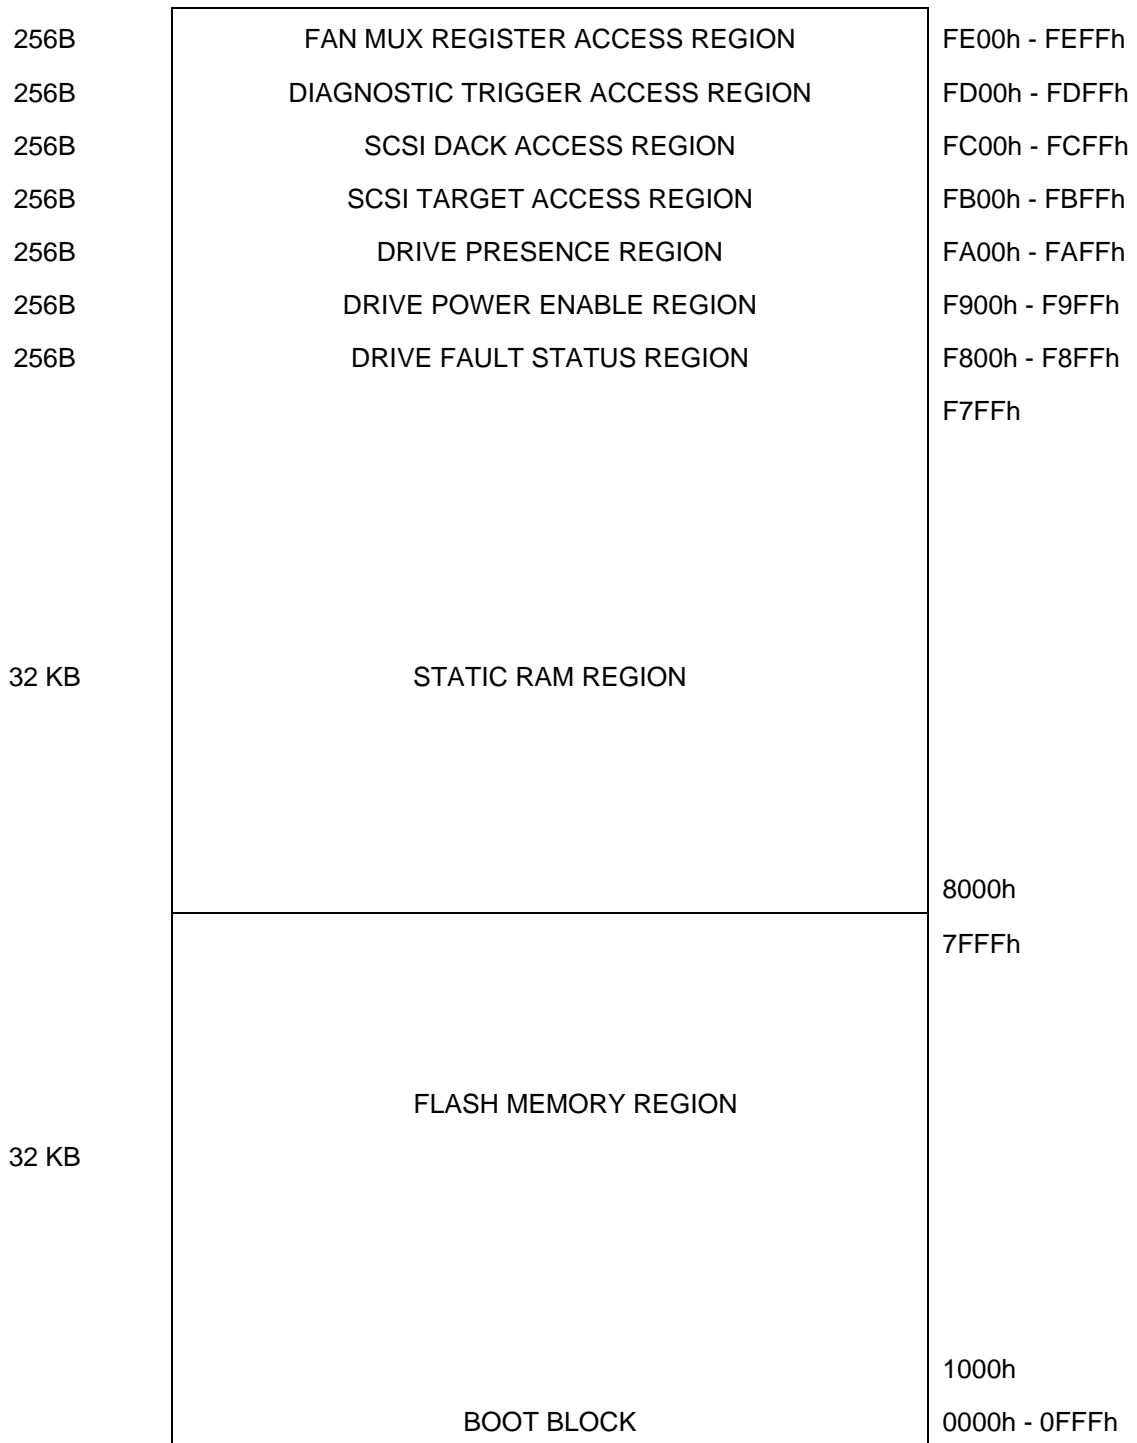 256B FAN MUX REGISTER ACCESS REGION FE00h - FEFFh
256B DIAGNOSTIC TRIGGER ACCESS REGION FD00h - FDFFh
256B SCSI DACK ACCESS REGION FC00h - FCFFh
256B SCSI TARGET ACCESS REGION FB00h - FBFFh
256B DRIVE PRESENCE REGION FA00h - FAFFh
256B DRIVE POWER ENABLE REGION F900h - F9FFh
256B DRIVE FAULT STATUS REGION F800h - F8FFh
F7FFh
32 KB STATIC RAM REGION
8000h
7FFFh
FLASH MEMORY REGION
32 KB
1000h
BOOT BLOCK 0000h - 0FFFh